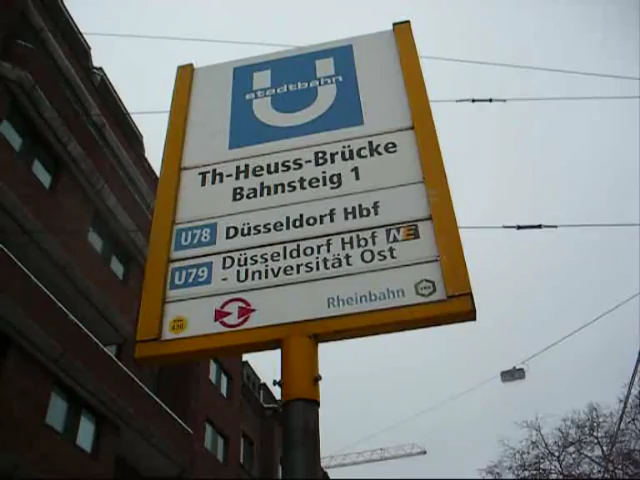 U
stadtbahn
Th-Heuss-Brücke
Bahnsteig 1
U78 Düsseldorf Hbf
U79 Düsseldorf Hbf NE
- Universität Ost
Rheinbahn